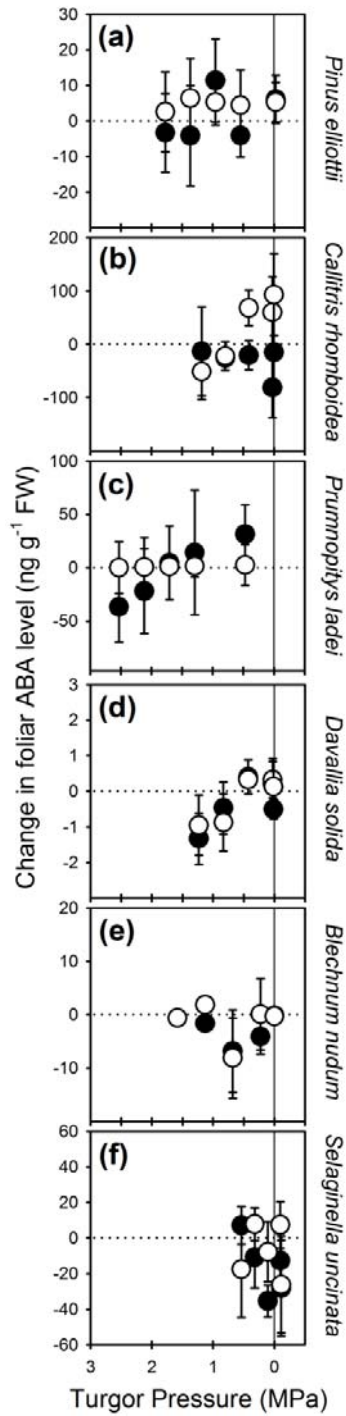 Change in foliar ABA level (ng g⁻¹ FW)
(a)
30
20
10
0
-10
-20
Pinus elliottii
(b)
200
100
0
-100
Callitris rhomboidea
(c)
100
50
0
-50
Prumnopitys ladei
(d)
3
2
1
0
-1
-2
Davallia solida
(e)
20
10
0
-10
Blechnum nudum
(f)
60
40
20
0
-20
-40
-60
Selaginella uncinata
3 2 1 0
Turgor Pressure (MPa)